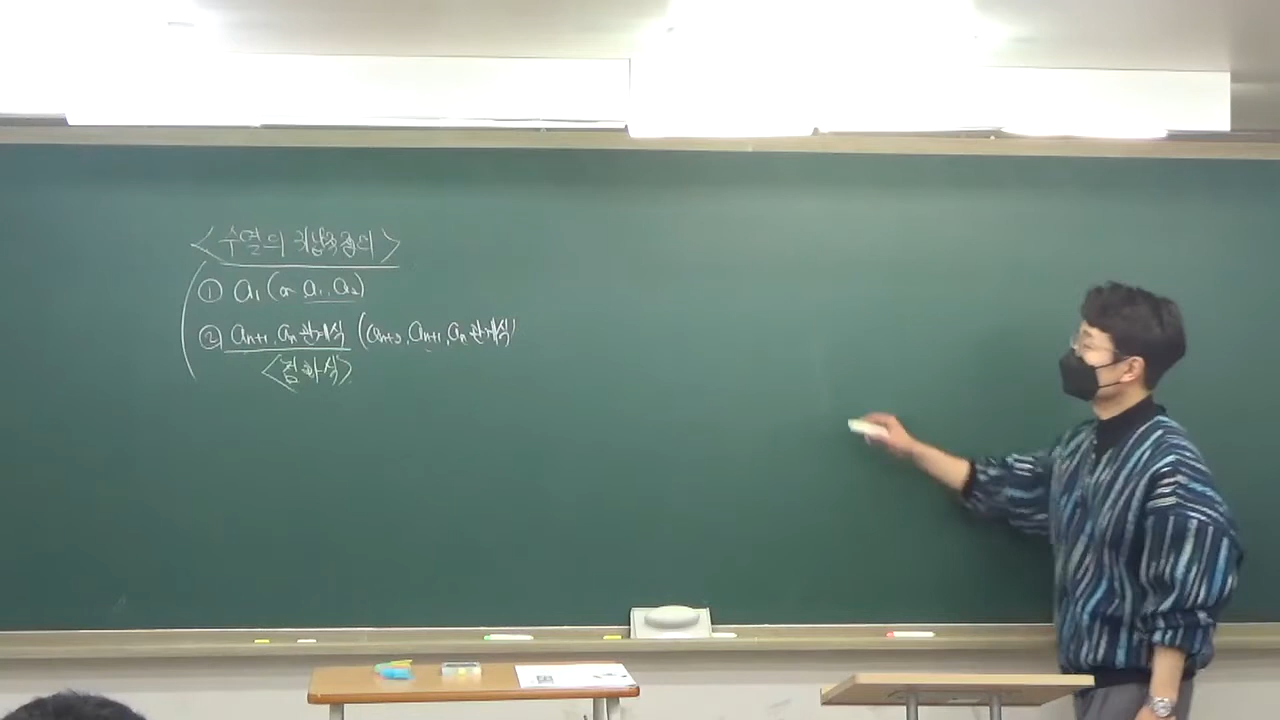 <수열의 귀납적 정의>
① a₁ (or a₁, a₂)
② aₙ₊₁, aₙ 관계식 (aₙ₊₂, aₙ₊₁, aₙ 관계식)
<점화식>